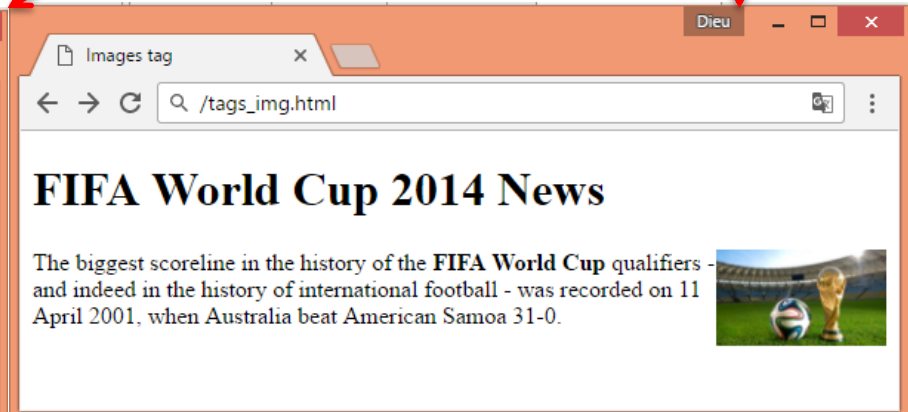 Dieu
Images tag
/tags_img.html
FIFA World Cup 2014 News
The biggest scoreline in the history of the FIFA World Cup qualifiers -
and indeed in the history of international football - was recorded on 11
April 2001, when Australia beat American Samoa 31-0.